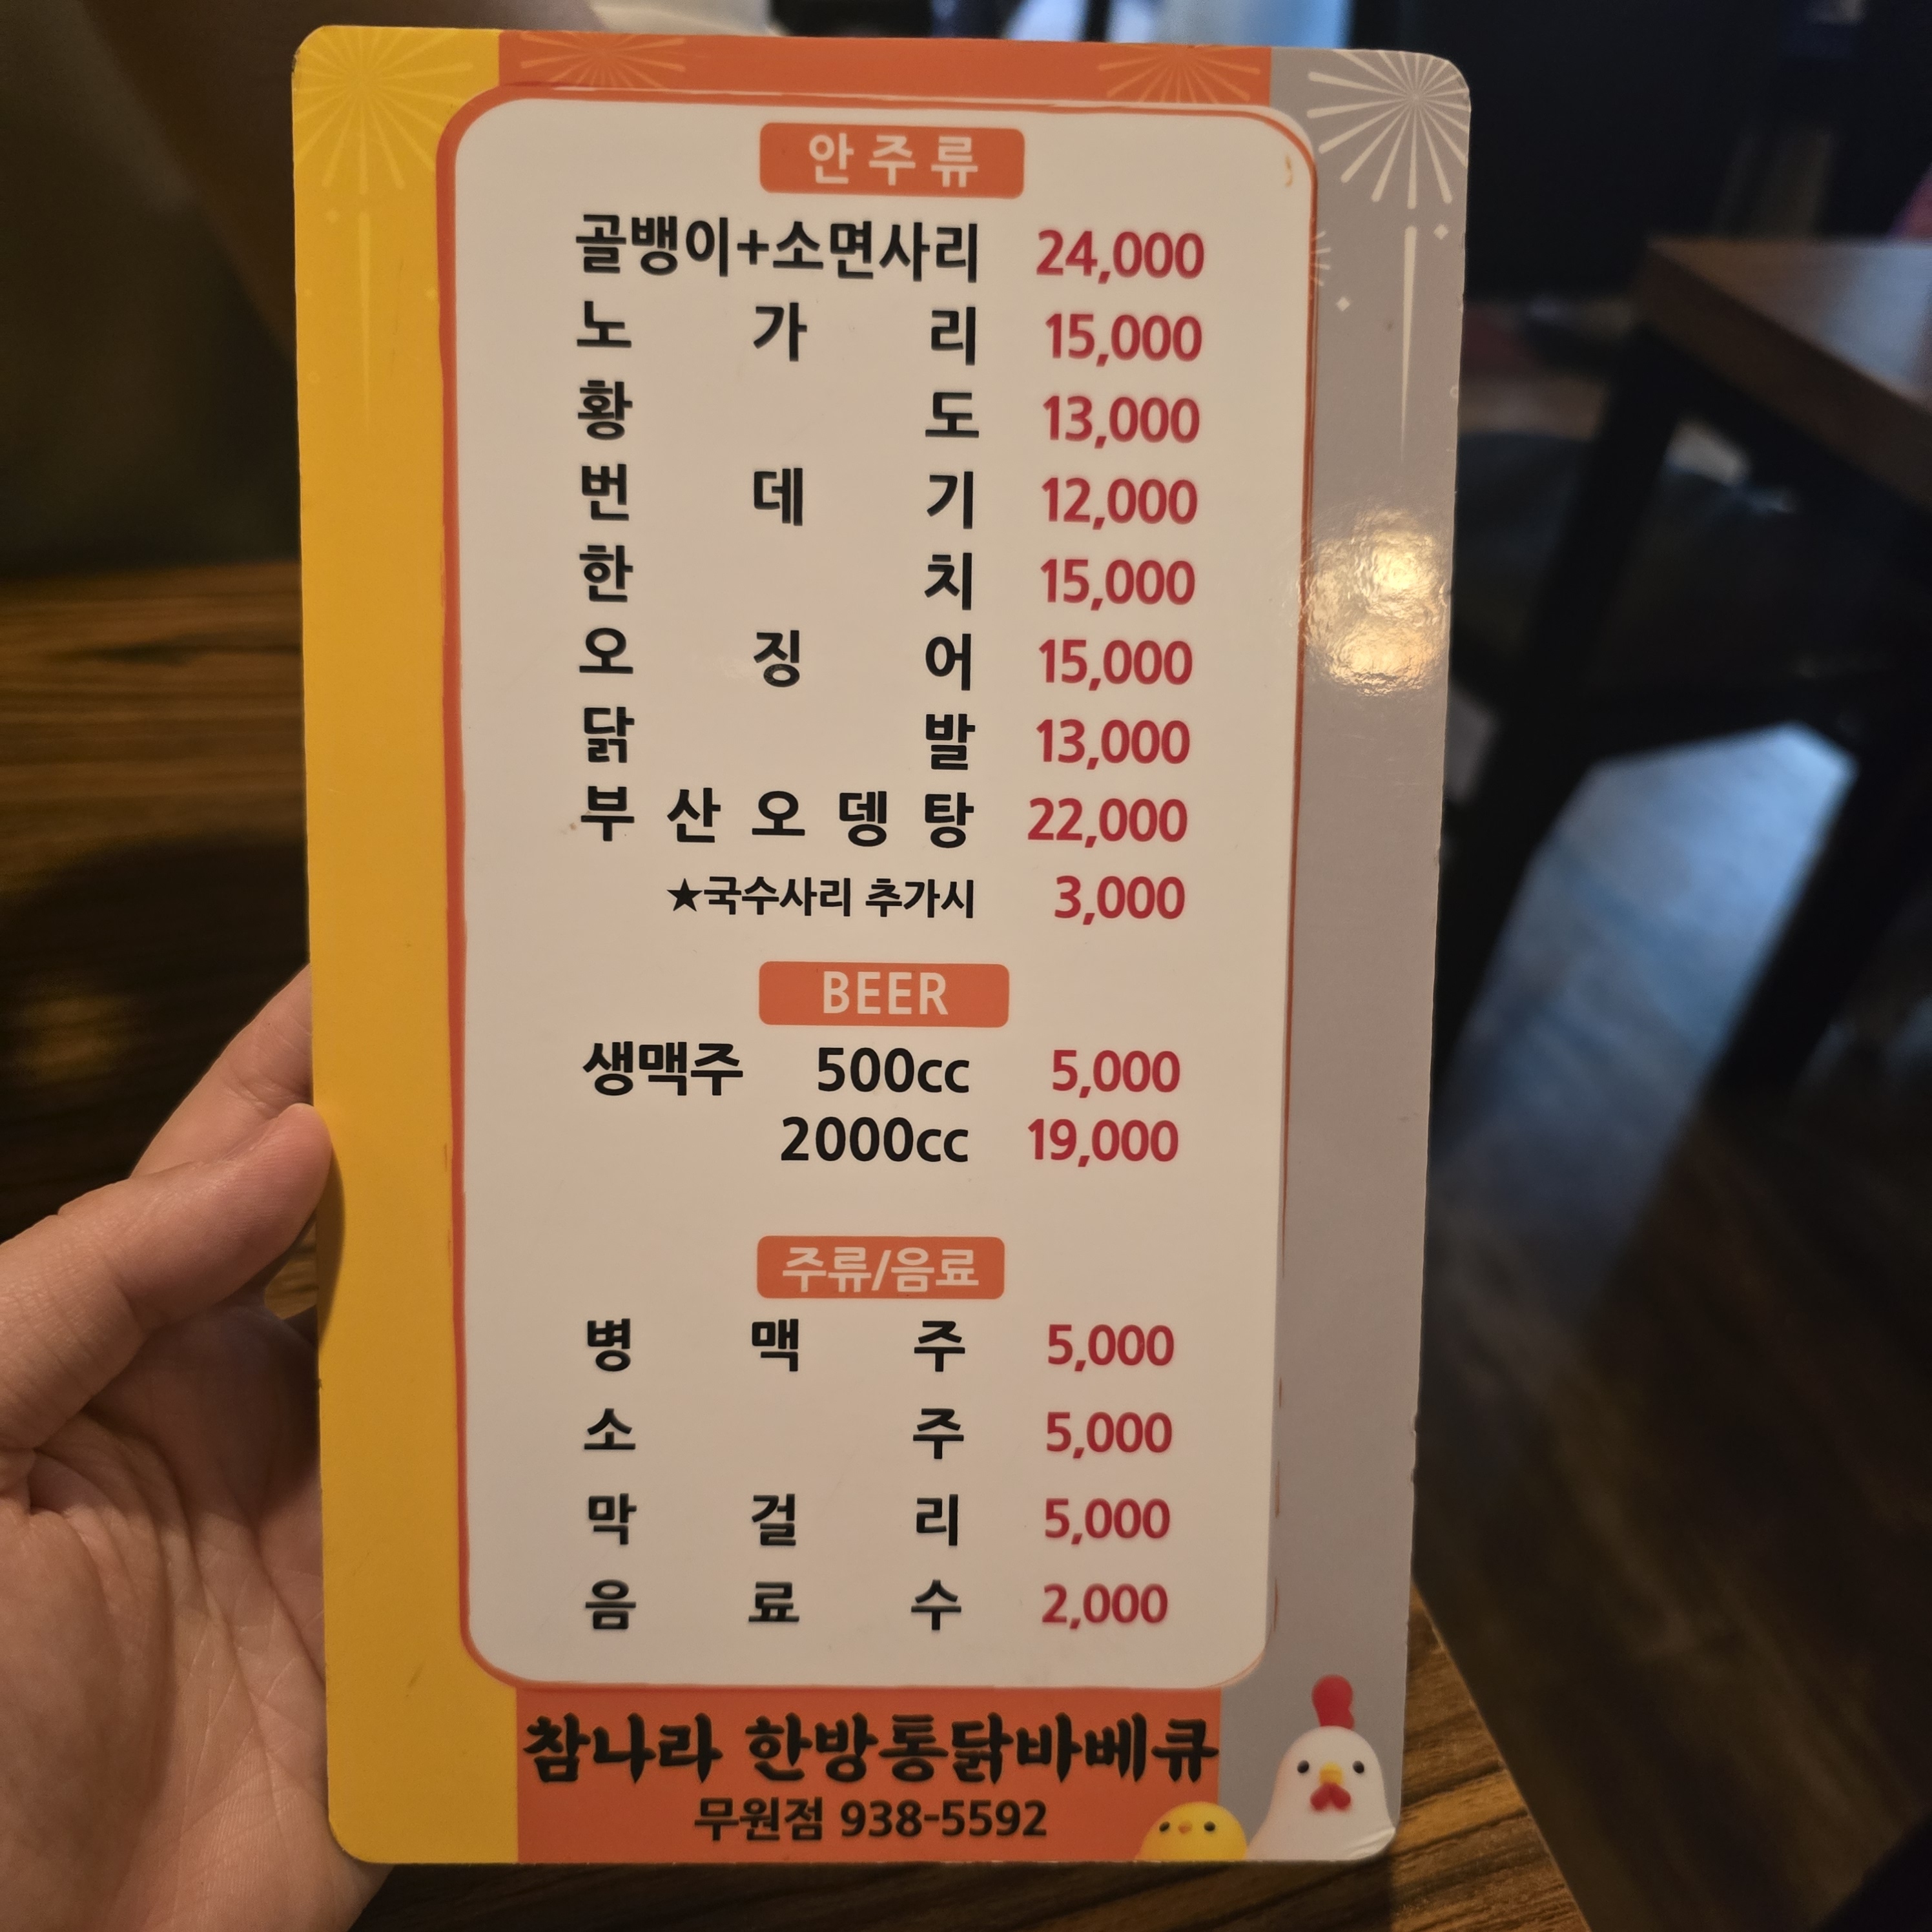 안주류
골뱅이+소면사리 24,000
노가리 15,000
황도 13,000
번데기 12,000
한치 15,000
오징어 15,000
닭발 13,000
부산오뎅탕 22,000
★국수사리 추가시 3,000
BEER
생맥주 500cc 5,000
2000cc 19,000
주류/음료
병맥주 5,000
소주 5,000
막걸리 5,000
음료수 2,000
참나라 한방통닭바베큐
무원점 938-5592